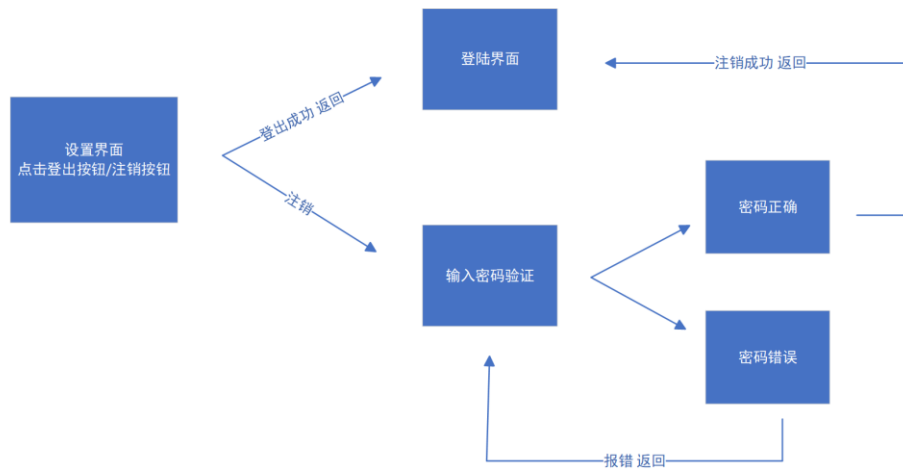 登陆界面
注销成功 返回
登出成功 返回
设置界面
点击登出按钮/注销按钮
注销
密码正确
输入密码验证
密码错误
报错 返回